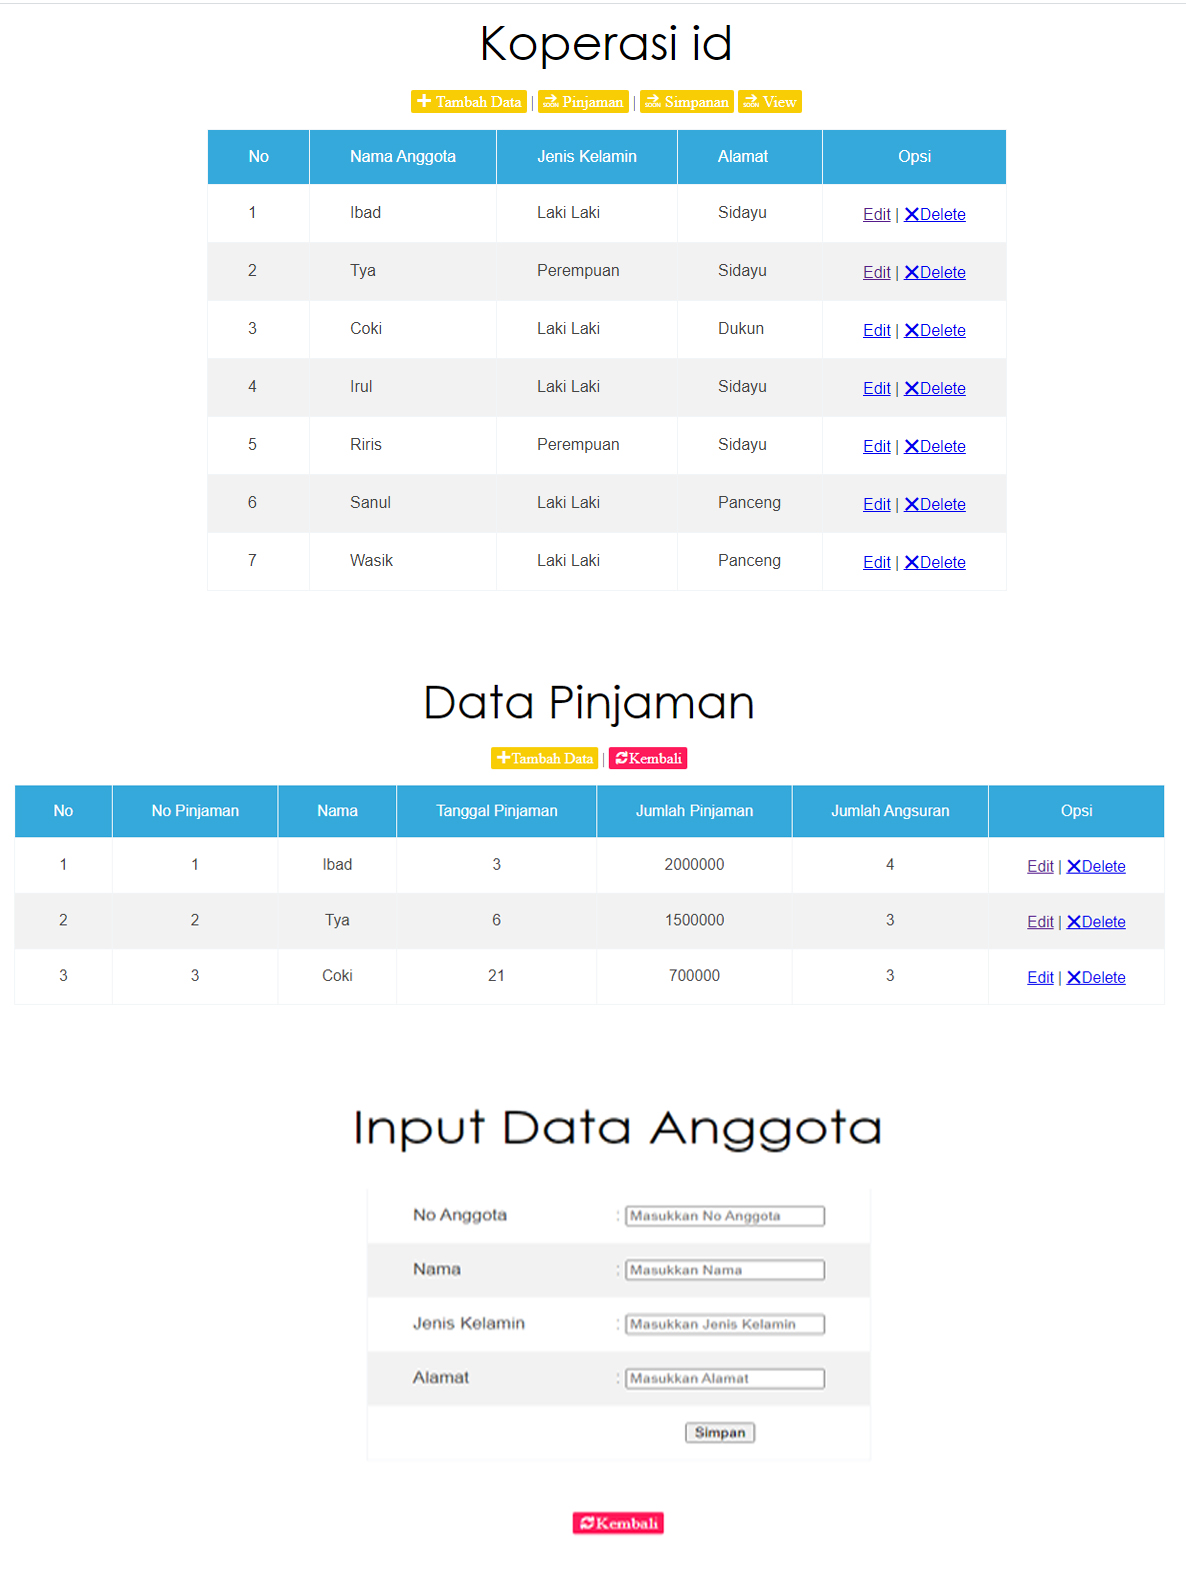 Koperasi id
Tambah Data | Pinjaman | Simpanan View
No Nama Anggota Jenis Kelamin Alamat Opsi
1 Ibad Laki Laki Sidayu Edit | Delete
2 Tya Perempuan Sidayu Edit | Delete
3 Coki Laki Laki Dukun Edit | Delete
4 Irul Laki Laki Sidayu Edit | Delete
5 Riris Perempuan Sidayu Edit | Delete
6 Sanul Laki Laki Panceng Edit | Delete
7 Wasik Laki Laki Panceng Edit | Delete
Data Pinjaman
Tambah Data | Kembali
No No Pinjaman Nama Tanggal Pinjaman Jumlah Pinjaman Jumlah Angsuran Opsi
1 1 Ibad 3 2000000 4 Edit | Delete
2 2 Tya 6 1500000 3 Edit | Delete
3 3 Coki 21 700000 3 Edit | Delete
Input Data Anggota
No Anggota : Masukkan No Anggota
Nama : Masukkan Nama
Jenis Kelamin : Masukkan Jenis Kelamin
Alamat : Masukkan Alamat
Simpan
Kembali